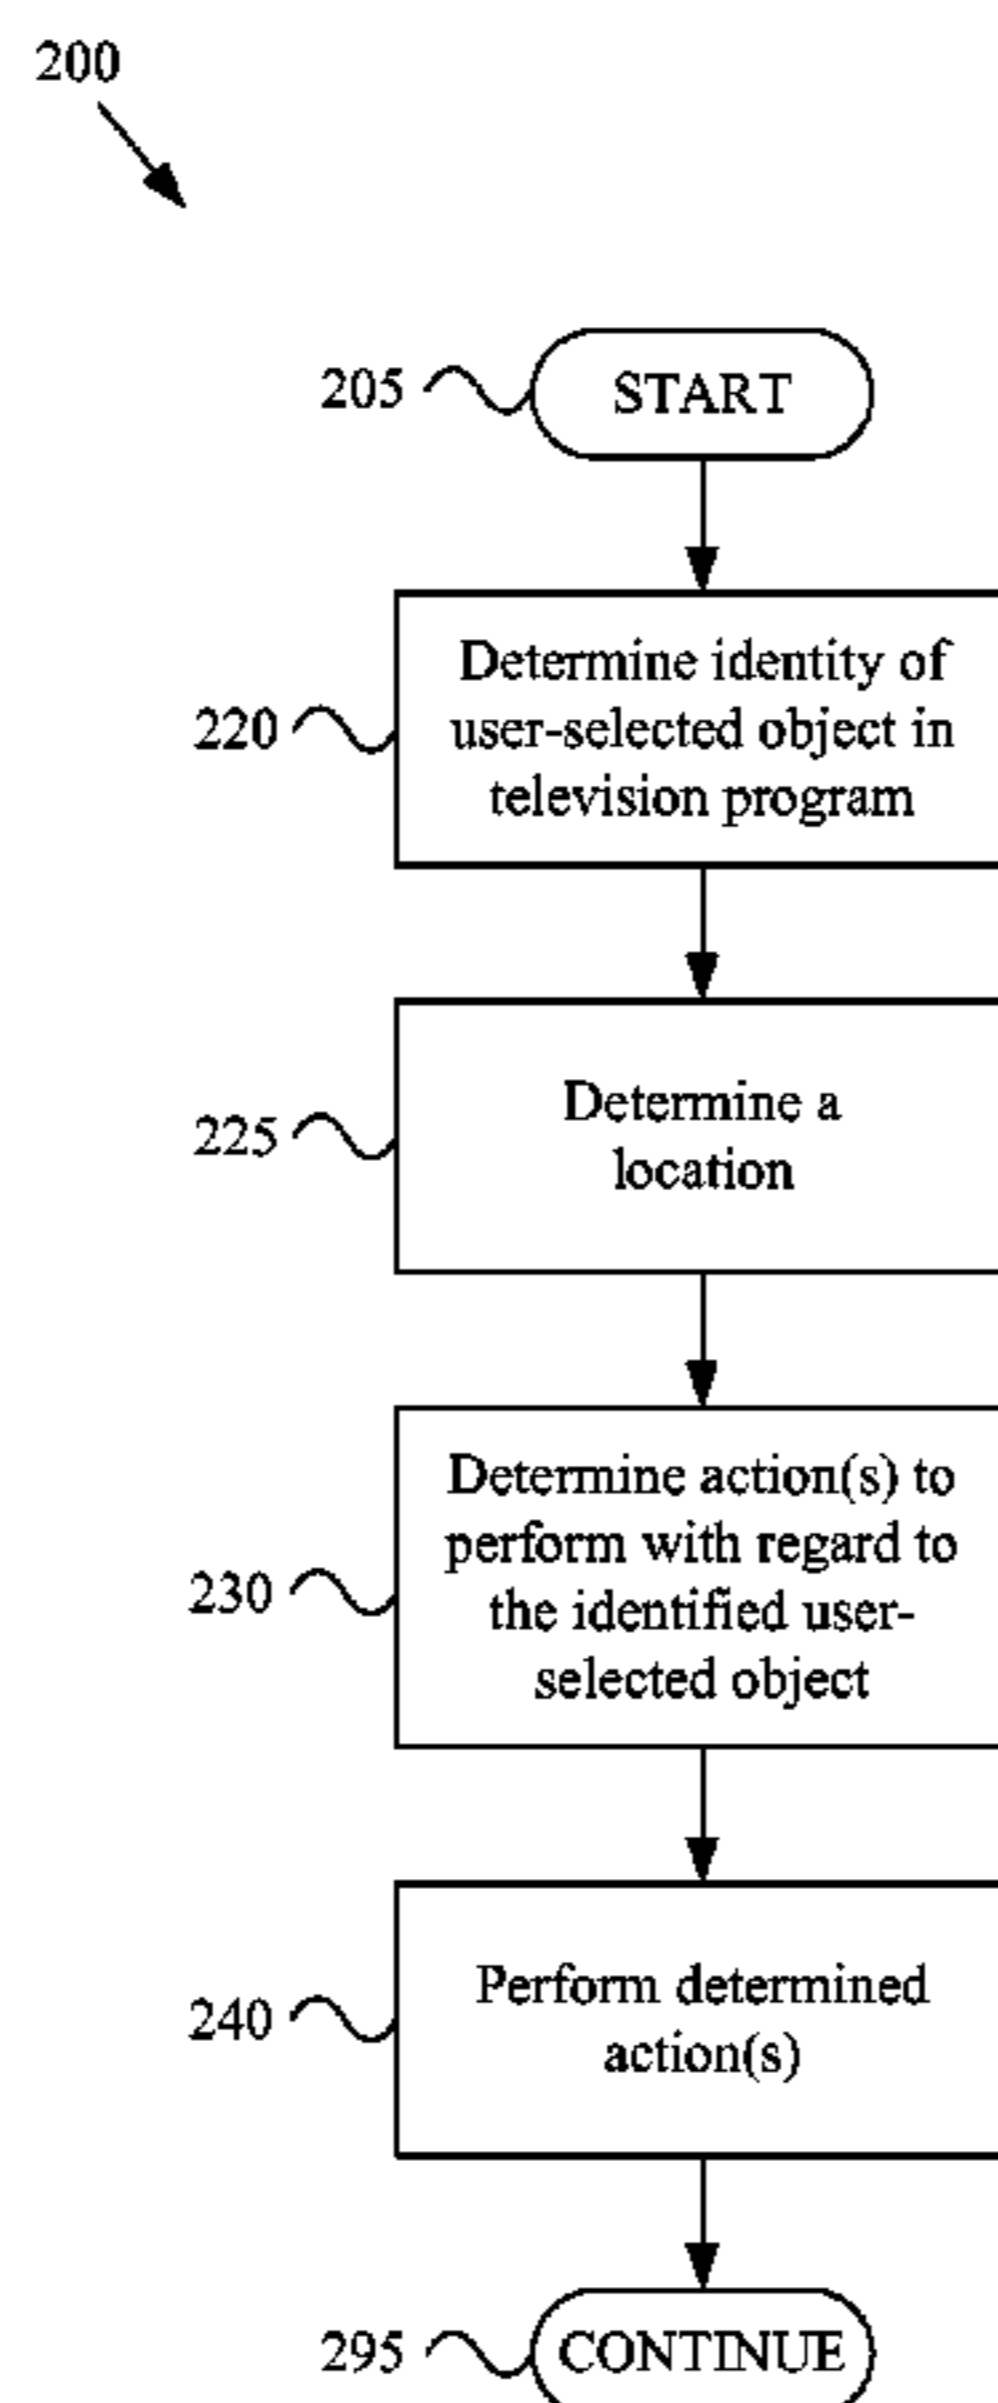 200
205
START
220
Determine identity of
user-selected object in
television program
225
Determine a
location
230
Determine action(s) to
perform with regard to
the identified user-
selected object
240
Perform determined
action(s)
295
CONTINUE